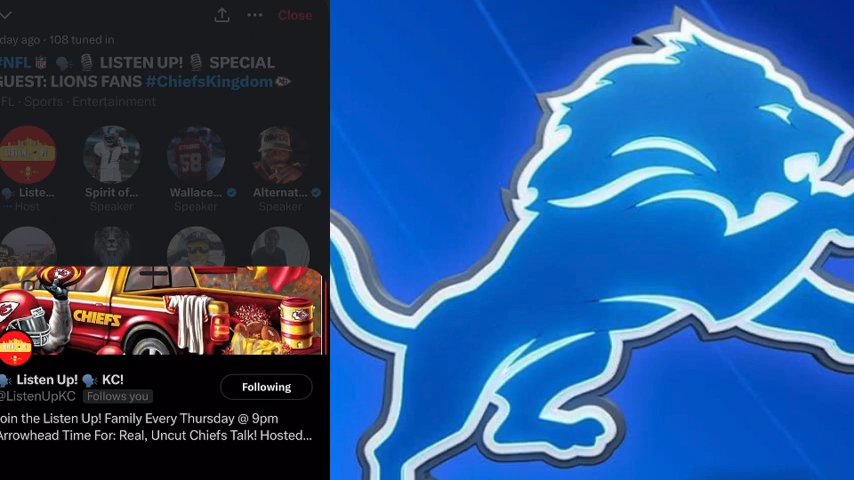 Close
day ago · 108 tuned in
#NFL 🏈 🗣️ 🎙️ LISTEN UP! 🎙️ SPECIAL
GUEST: LIONS FANS #ChiefsKingdom
FL · Sports · Entertainment
🗣️ Liste... Spirit of... Wallace... Alternat...
Host Speaker Speaker Speaker
58
CHIEFS
🗣️ Listen Up! 🗣️ KC!
Following
@ListenUpKC Follows you
oin the Listen Up! Family Every Thursday @ 9pm
Arrowhead Time For: Real, Uncut Chiefs Talk! Hosted...